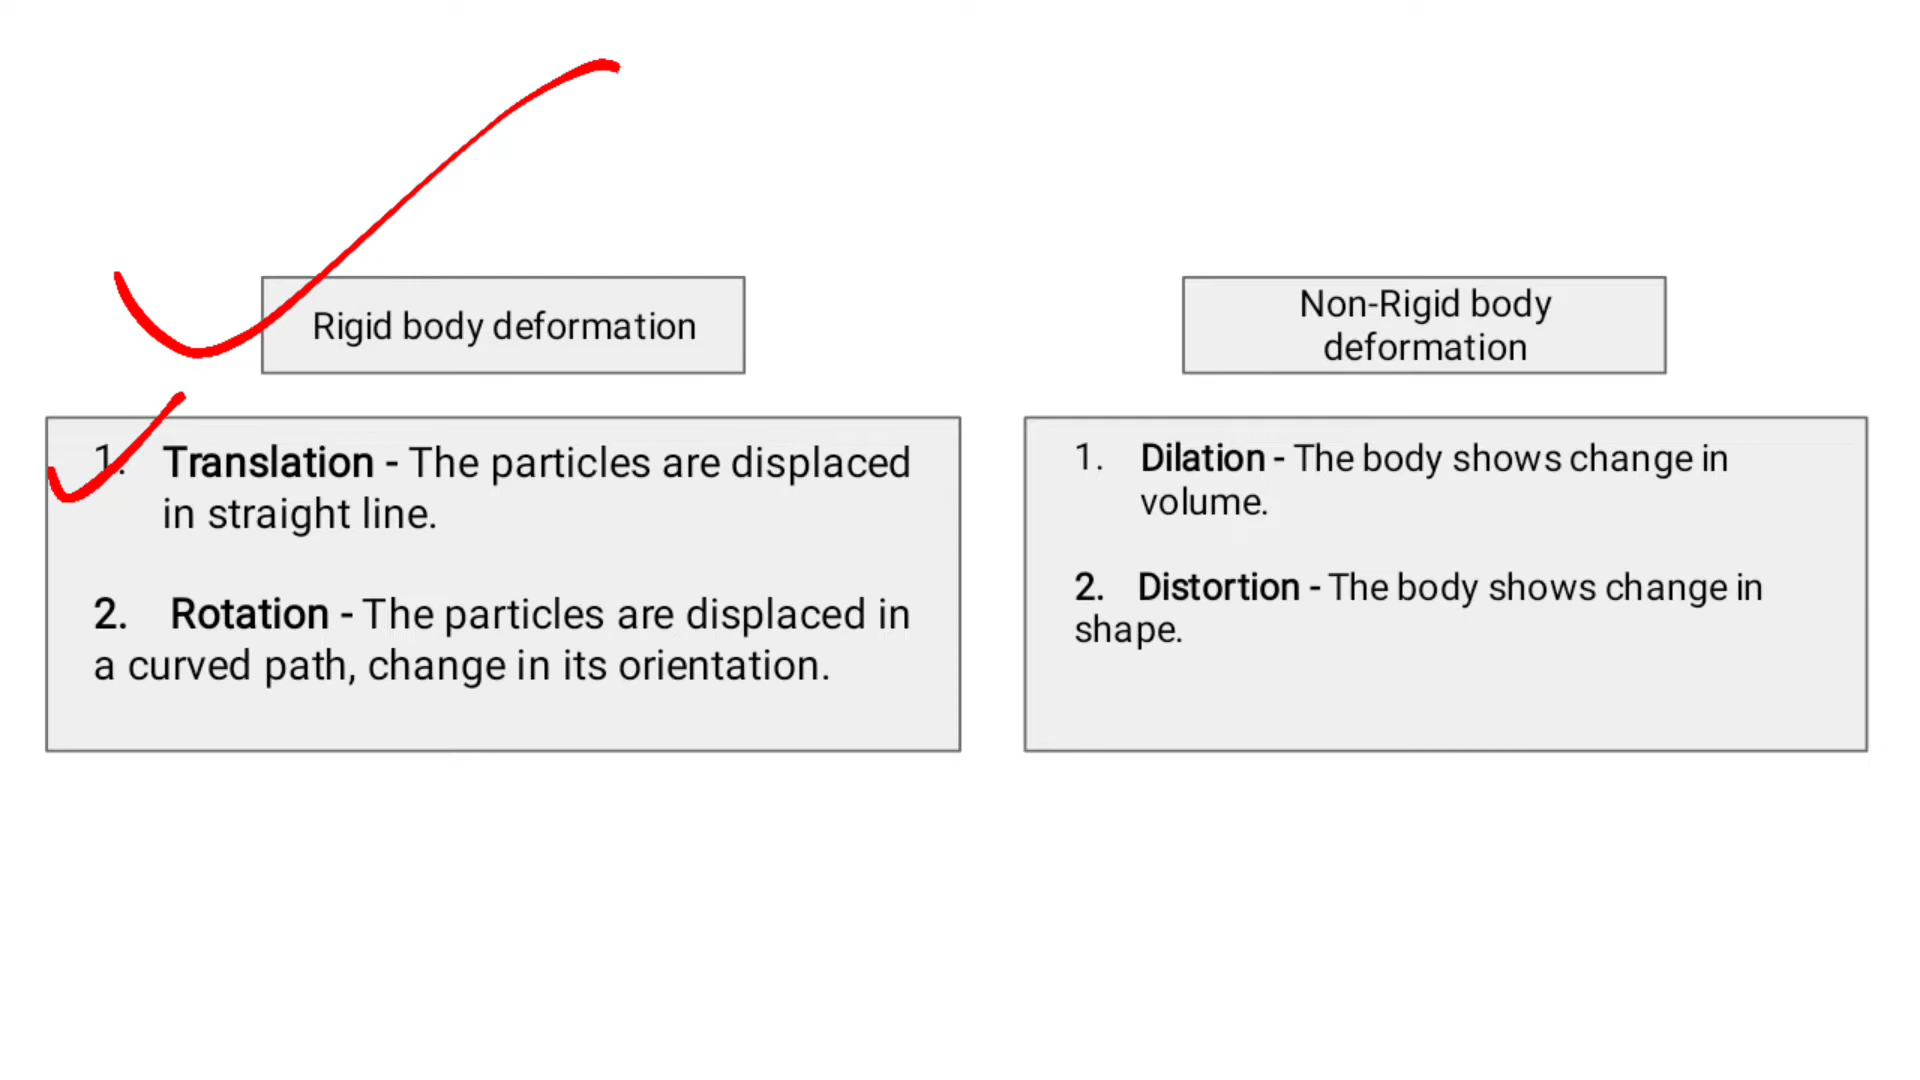 Rigid body deformation
1. Translation - The particles are displaced
in straight line.
2. Rotation - The particles are displaced in
a curved path, change in its orientation.
Non-Rigid body
deformation
1. Dilation - The body shows change in
volume.
2. Distortion - The body shows change in
shape.